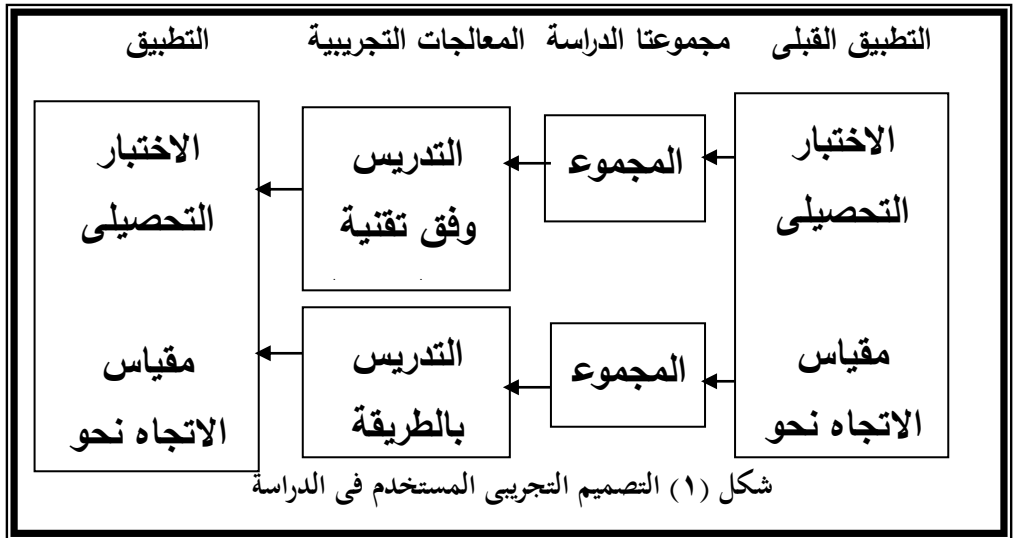 التطبيق القبلى
مجموعتا الدراسة
المعالجات التجريبية
التطبيق
الاختبار
التحصيلى
مقياس
الاتجاه نحو
المجموع
المجموع
التدريس
وفق تقنية
التدريس
بالطريقة
الاختبار
التحصيلى
مقياس
الاتجاه نحو
شكل (١) التصميم التجريبى المستخدم فى الدراسة